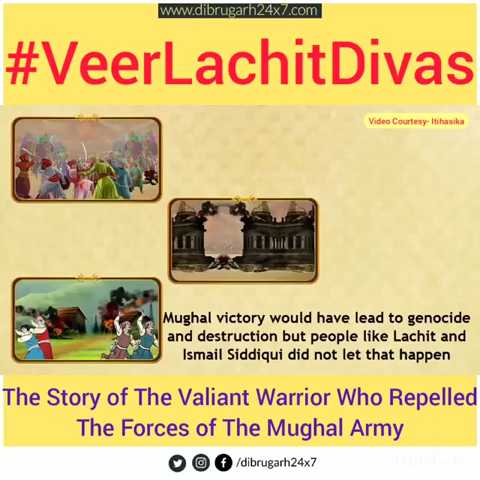 www.dibrugarh24x7.com
#VeerLachitDivas
Video Courtesy- Itihasika
Mughal victory would have lead to genocide
and destruction but people like Lachit and
Ismail Siddiqui did not let that happen
The Story of The Valiant Warrior Who Repelled
The Forces of The Mughal Army
/dibrugarh24x7